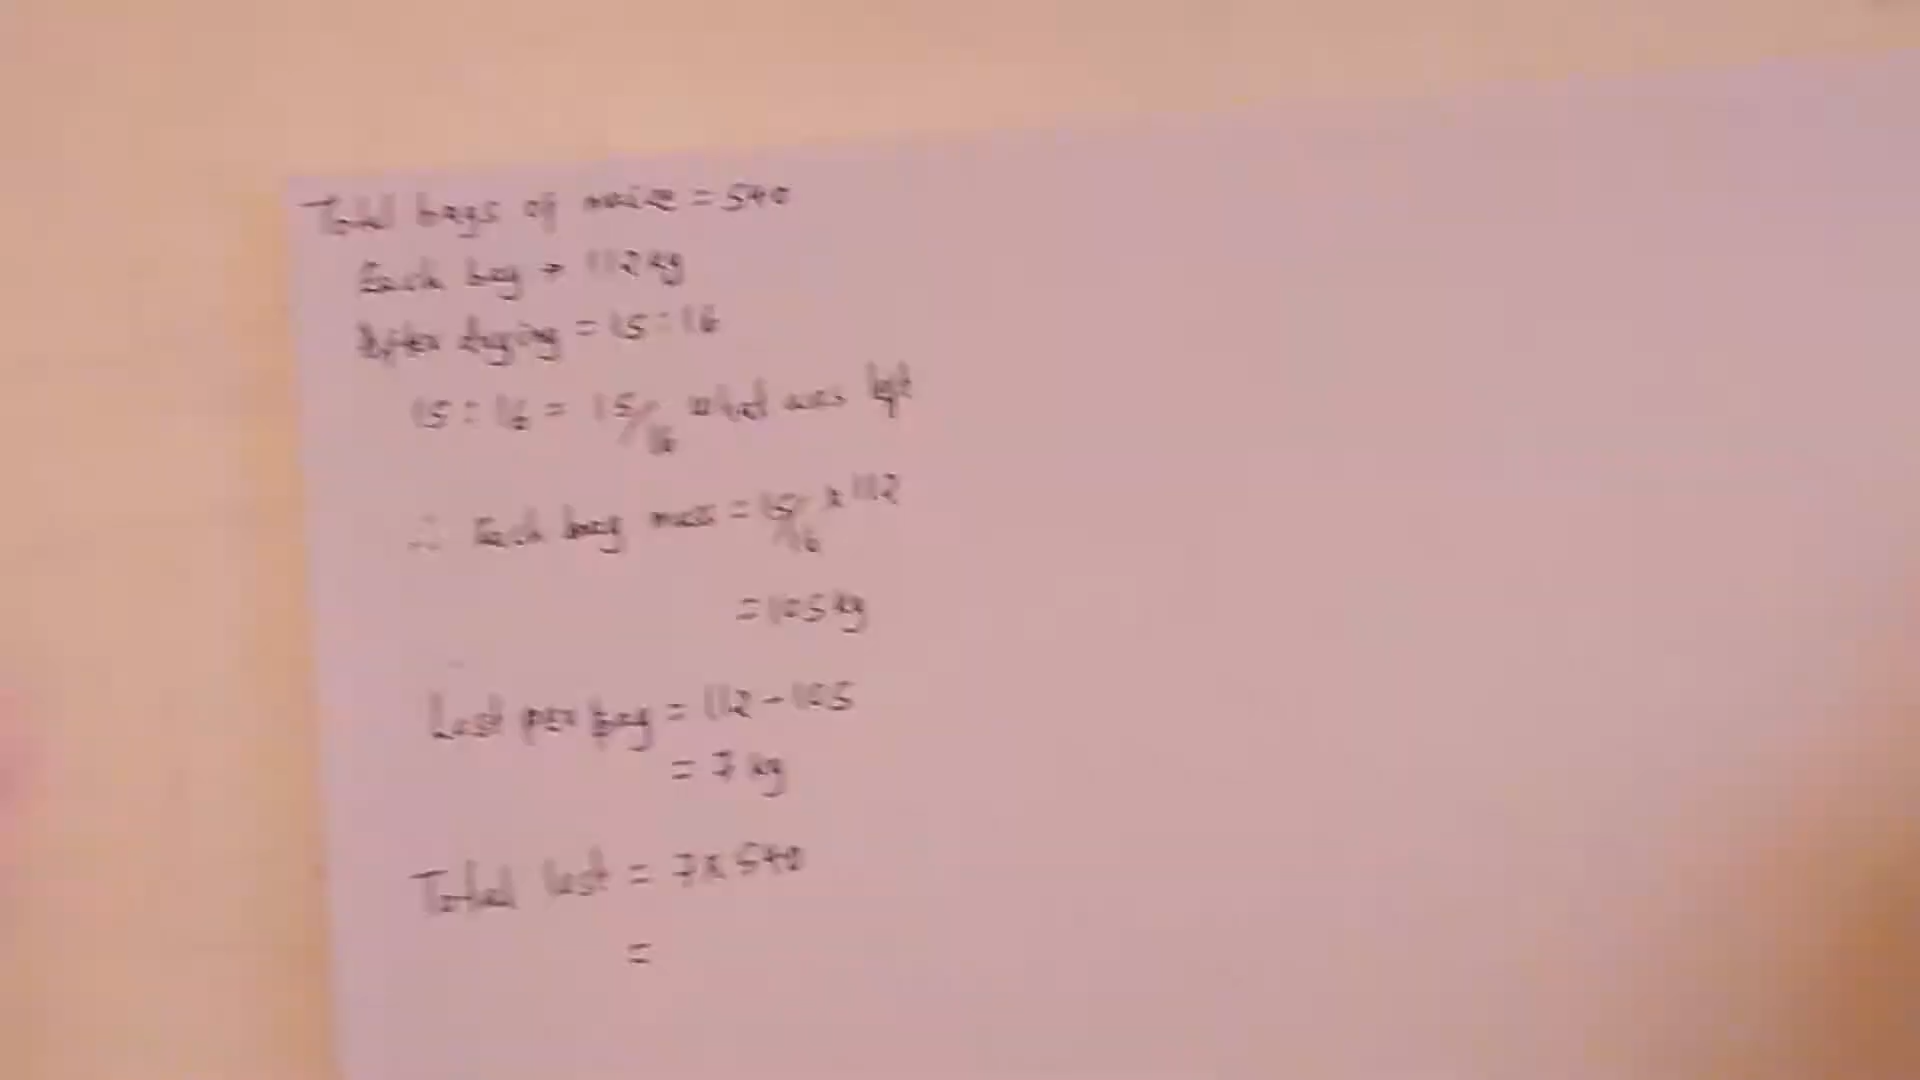 Total bags of maize = 540
Each bag → 112 kg
After drying = 15 : 16
15 : 16 = 15/16 what was left
∴ Each bag mass = 15/16 x 112
= 105 kg
Lost per bag = 112 - 105
= 7 kg
Total lost = 7 x 540
=